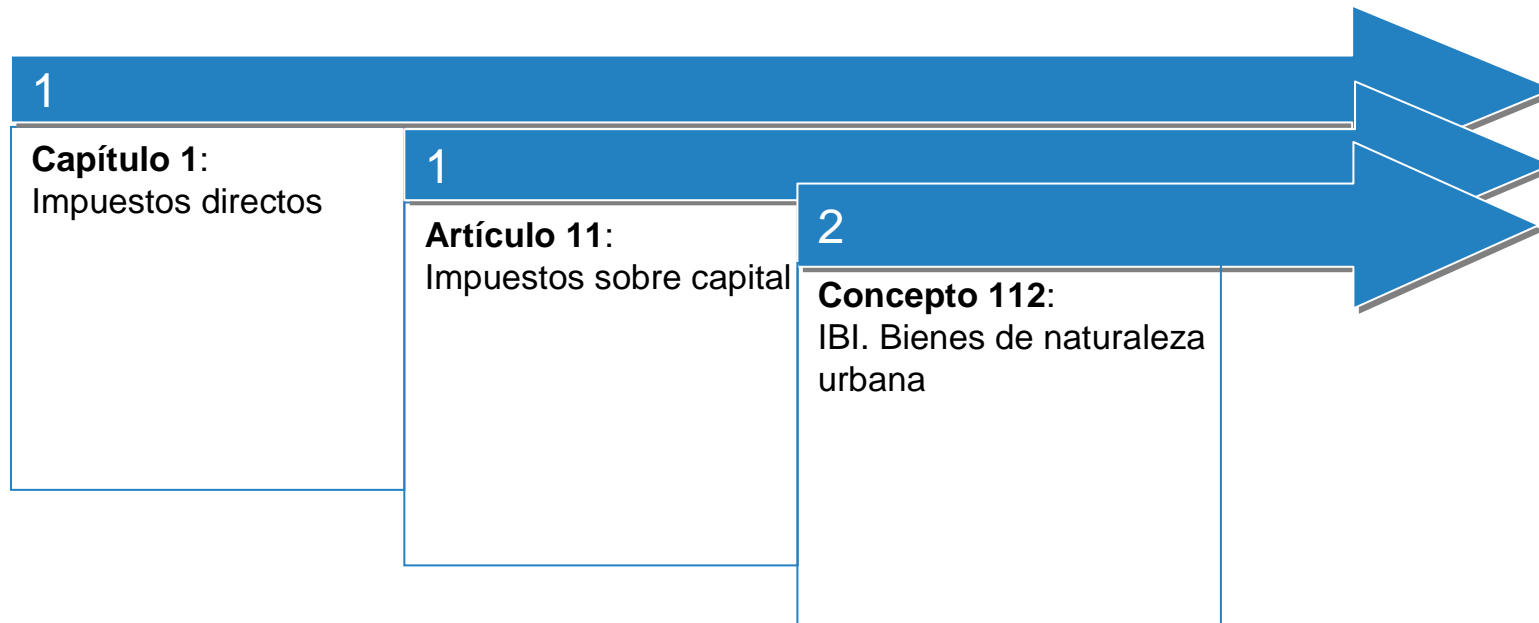 1
Capítulo 1:
Impuestos directos
1
Artículo 11:
Impuestos sobre capital
2
Concepto 112:
IBI. Bienes de naturaleza
urbana